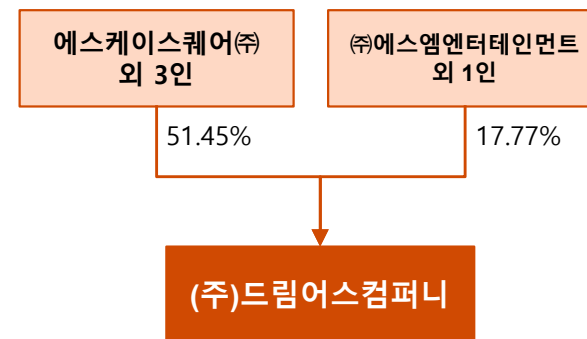 에스케이스퀘어㈜
외 3인
㈜에스엠엔터테인먼트
외 1인
51.45%
17.77%
(주)드림어스컴퍼니